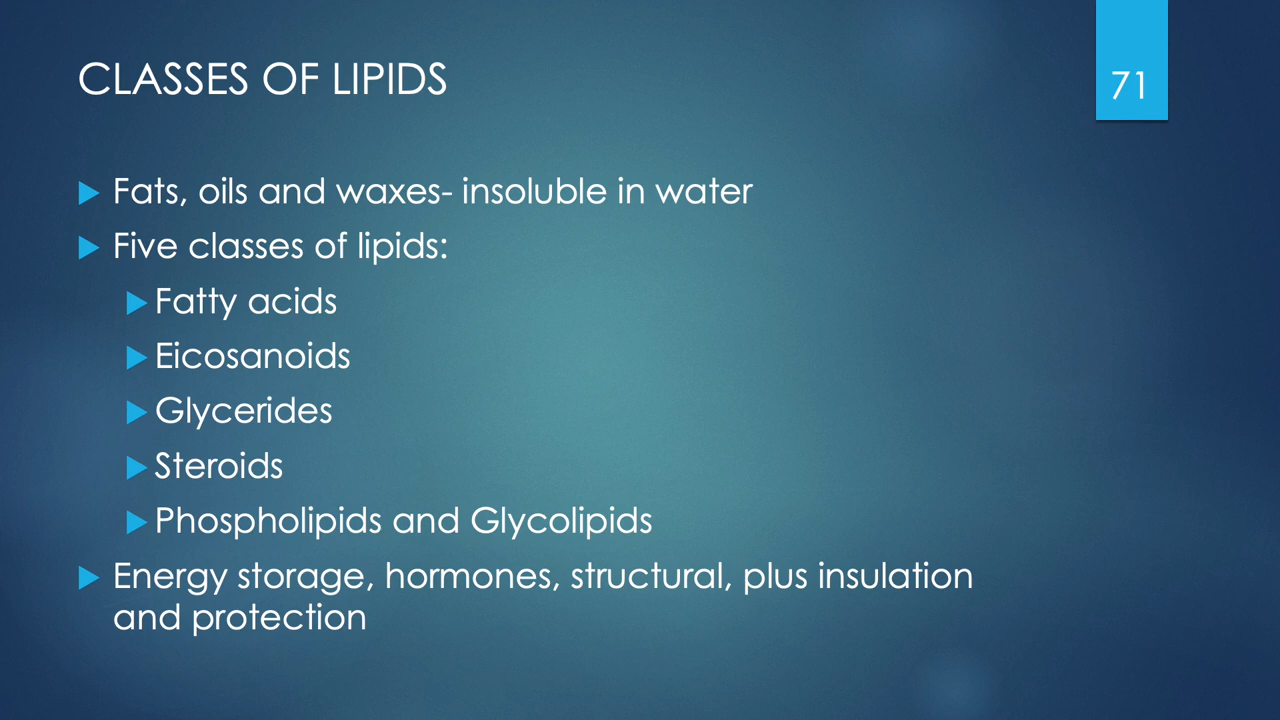 CLASSES OF LIPIDS
71
Fats, oils and waxes- insoluble in water
Five classes of lipids:
Fatty acids
Eicosanoids
Glycerides
Steroids
Phospholipids and Glycolipids
Energy storage, hormones, structural, plus insulation
and protection